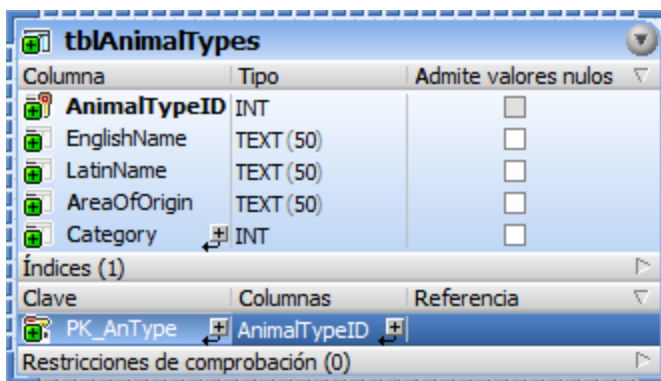 tblAnimalTypes
Columna Tipo Admite valores nulos
AnimalTypeID INT
EnglishName TEXT (50)
LatinName TEXT (50)
AreaOfOrigin TEXT (50)
Category INT
Índices (1)
Clave Columnas Referencia
PK_AnType AnimalTypeID
Restricciones de comprobación (0)